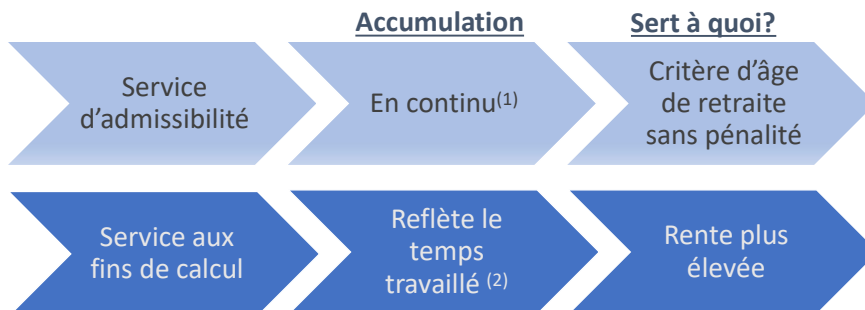 Accumulation
Sert à quoi?
Service
d'admissibilité
En continu(1)
Critère d'âge
de retraite
sans pénalité
Service aux
fins de calcul
Reflète le
temps
travaillé (2)
Rente plus
élevée